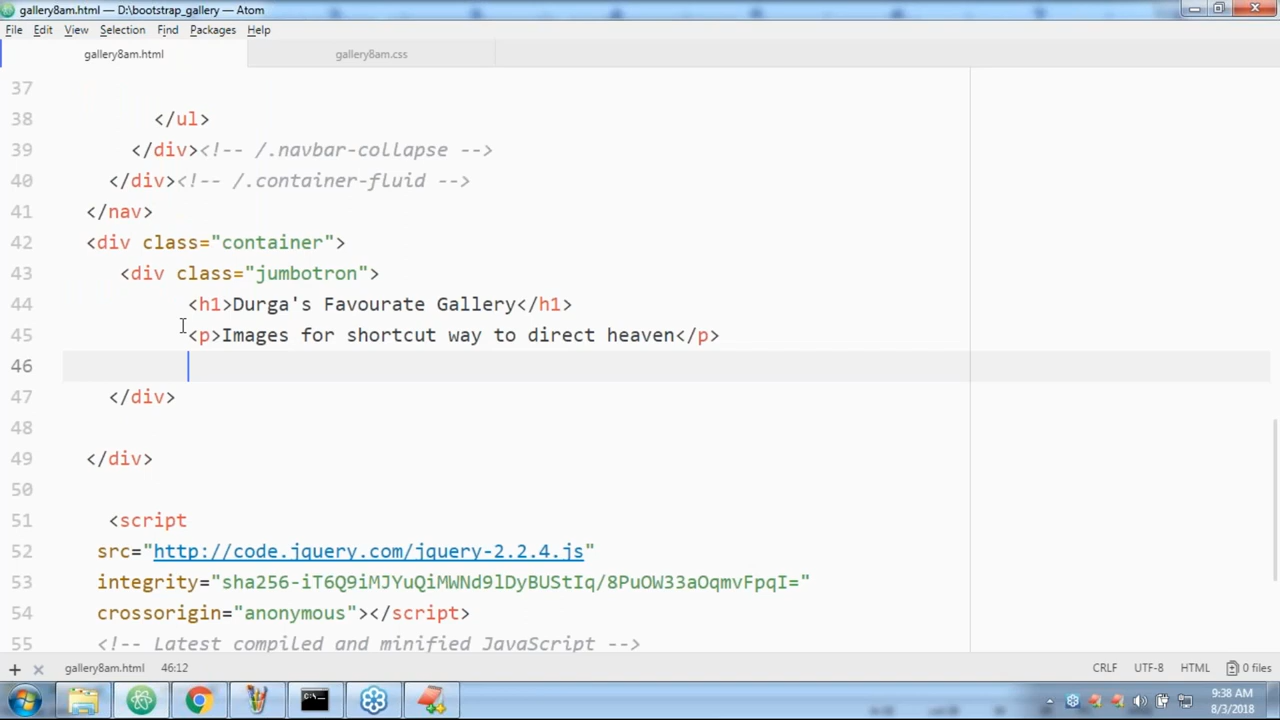 gallery8am.html — D:\bootstrap_gallery — Atom
File Edit View Selection Find Packages Help
gallery8am.html gallery8am.css
37
38 </ul>
39 </div><!-- /.navbar-collapse -->
40 </div><!-- /.container-fluid -->
41 </nav>
42 <div class="container">
43 <div class="jumbotron">
44 <h1>Durga's Favourate Gallery</h1>
45 <p>Images for shortcut way to direct heaven</p>
46
47 </div>
48
49 </div>
50
51 <script
52 src="http://code.jquery.com/jquery-2.2.4.js"
53 integrity="sha256-iT6Q9iMJYuQiMWNd9lDyBUStIq/8PuOW33aOqmvFpqI="
54 crossorigin="anonymous"></script>
55 <!-- Latest compiled and minified JavaScript -->
gallery8am.html 46:12 CRLF UTF-8 HTML 0 files
9:38 AM
8/3/2018